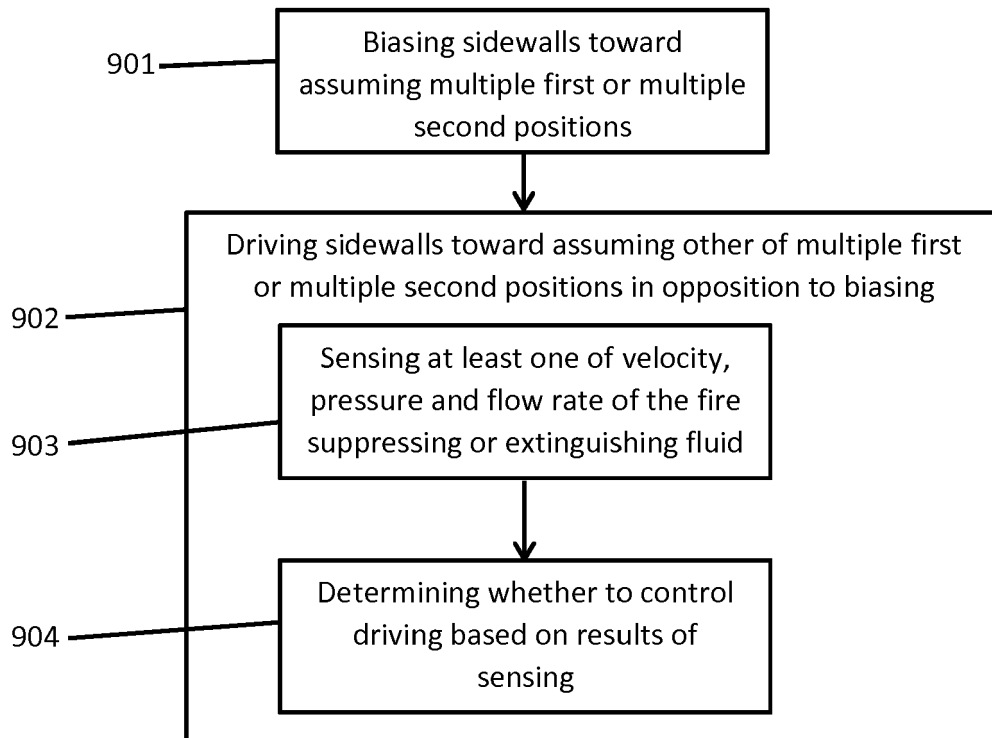 901
Biasing sidewalls toward
assuming multiple first or multiple
second positions
902
Driving sidewalls toward assuming other of multiple first
or multiple second positions in opposition to biasing
903
Sensing at least one of velocity,
pressure and flow rate of the fire
suppressing or extinguishing fluid
904
Determining whether to control
driving based on results of
sensing